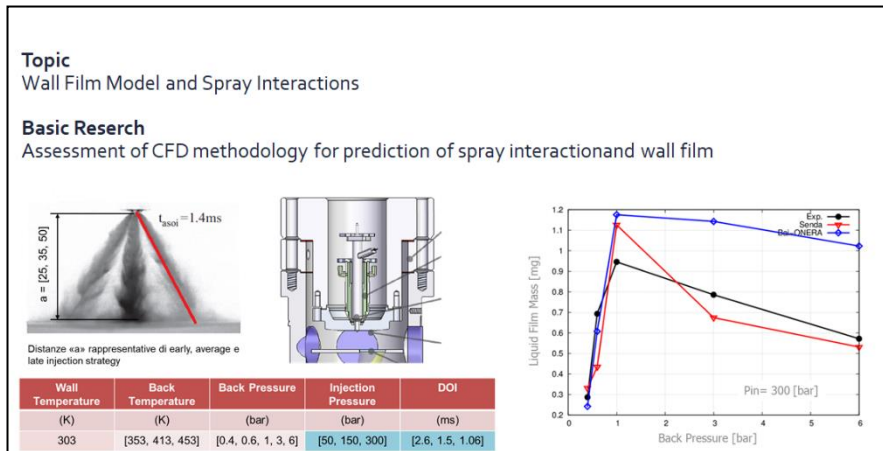 Topic
Wall Film Model and Spray Interactions
Basic Reserch
Assessment of CFD methodology for prediction of spray interactionand wall film
t_asoi=1.4ms
a = [25, 35, 50]
Distanze «a» rappresentative di early, average e
late injection strategy
Wall Temperature Back Temperature Back Pressure Injection Pressure DOI
(K) (K) (bar) (bar) (ms)
303 [353, 413, 453] [0.4, 0.6, 1, 3, 6] [50, 150, 300] [2.6, 1.5, 1.06]
Exp.
Senda
Bai-ONERA
Liquid Film Mass [mg]
1.2
1.1
1
0.9
0.8
0.7
0.6
0.5
0.4
0.3
0.2
Pin= 300 [bar]
0 1 2 3 4 5 6
Back Pressure [bar]